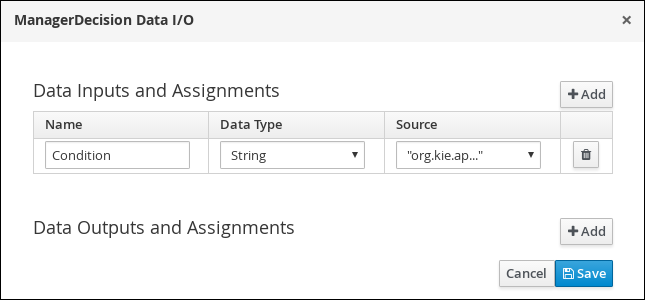 ManagerDecision Data I/O ×
Data Inputs and Assignments
+ Add
Name Data Type Source
Condition String "org.kie.ap..."
Data Outputs and Assignments + Add
Cancel Save